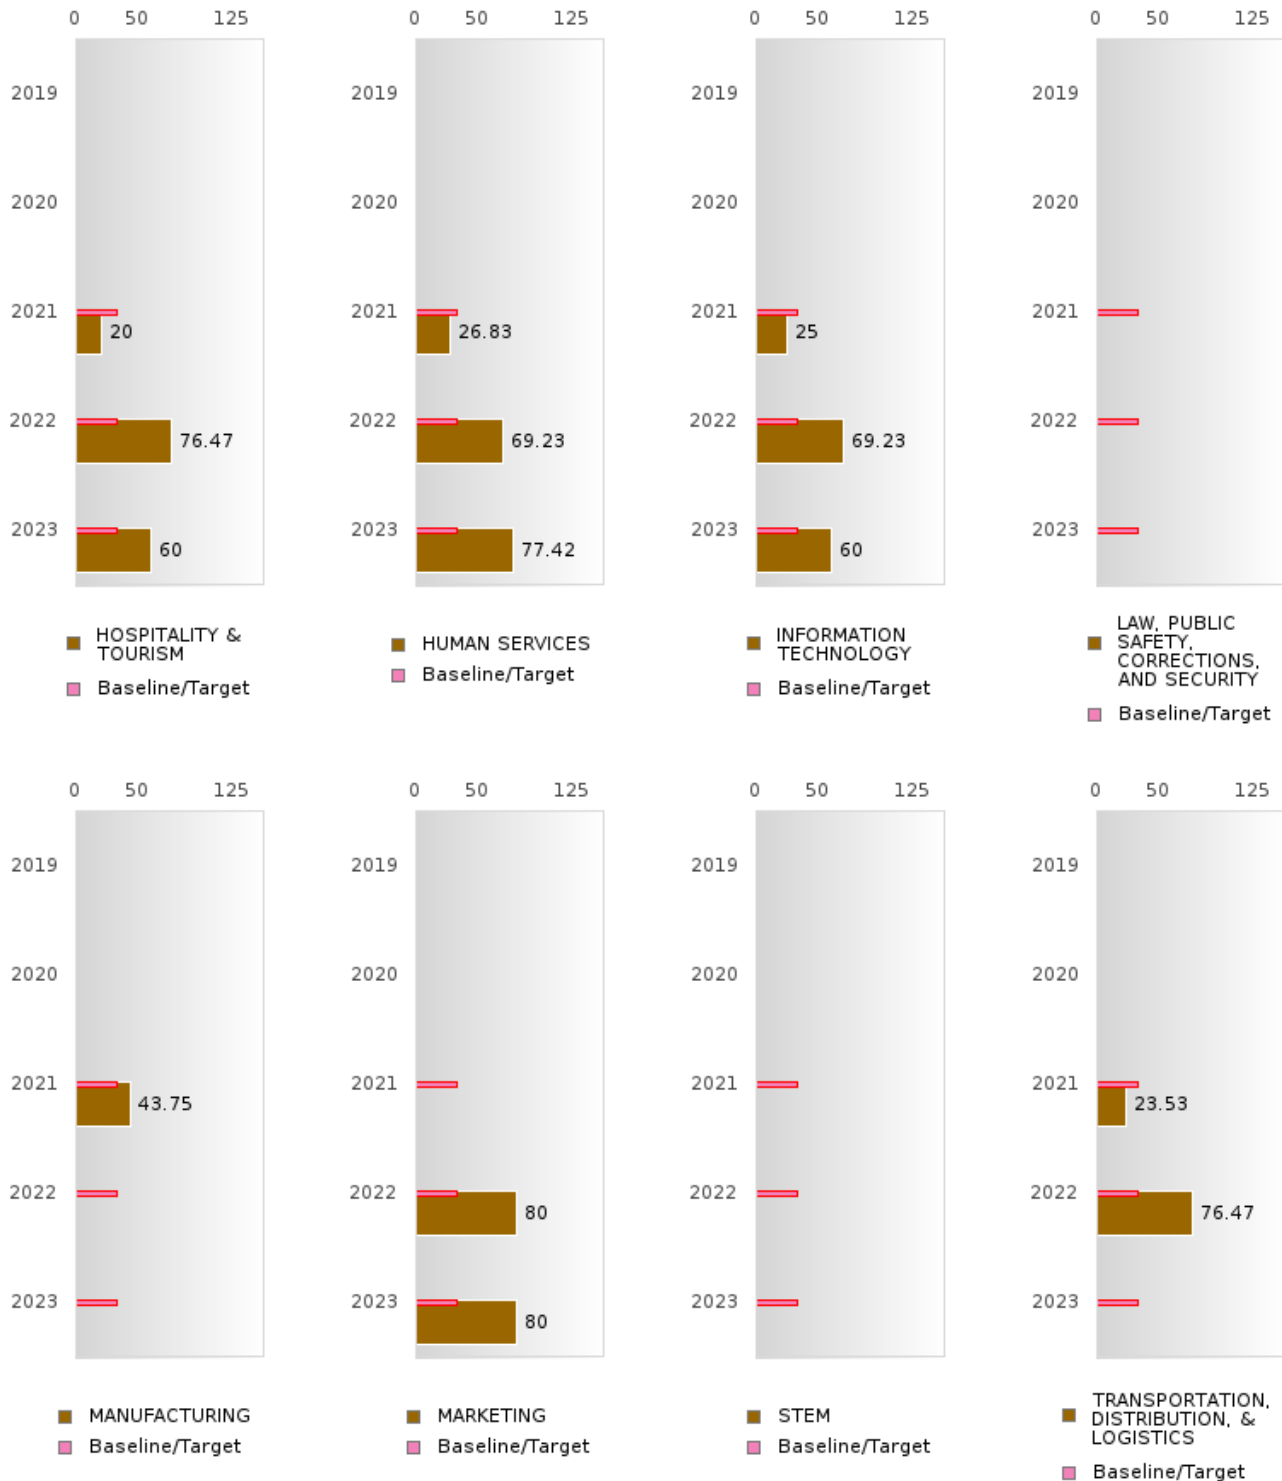 0 50 125 0 50 125 0 50 125 0 50 125
2019 2019 2019 2019
2020 2020 2020 2020
2021 2021 2021 2021
20 26.83 25
2022 2022 2022 2022
76.47 69.23 69.23
2023 2023 2023 2023
60 77.42 60
HOSPITALITY &
TOURISM
Baseline/Target
HUMAN SERVICES
Baseline/Target
INFORMATION
TECHNOLOGY
Baseline/Target
LAW, PUBLIC
SAFETY,
CORRECTIONS,
AND SECURITY
Baseline/Target
0 50 125 0 50 125 0 50 125 0 50 125
2019 2019 2019 2019
2020 2020 2020 2020
2021 2021 2021 2021
43.75 23.53
2022 2022 2022 2022
80 76.47
2023 2023 2023 2023
80
MANUFACTURING
Baseline/Target
MARKETING
Baseline/Target
STEM
Baseline/Target
TRANSPORTATION,
DISTRIBUTION, &
LOGISTICS
Baseline/Target